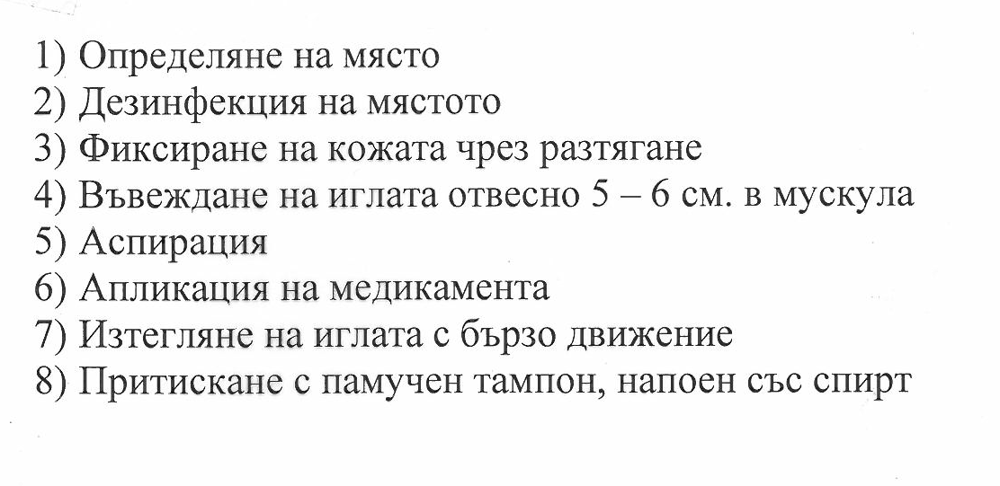 1) Определяне на място
2) Дезинфекция на мястото
3) Фиксиране на кожата чрез разтягане
4) Въвеждане на иглата отвесно 5 – 6 см. в мускула
5) Аспирация
6) Апликация на медикамента
7) Изтегляне на иглата с бързо движение
8) Притискане с памучен тампон, напоен със спирт